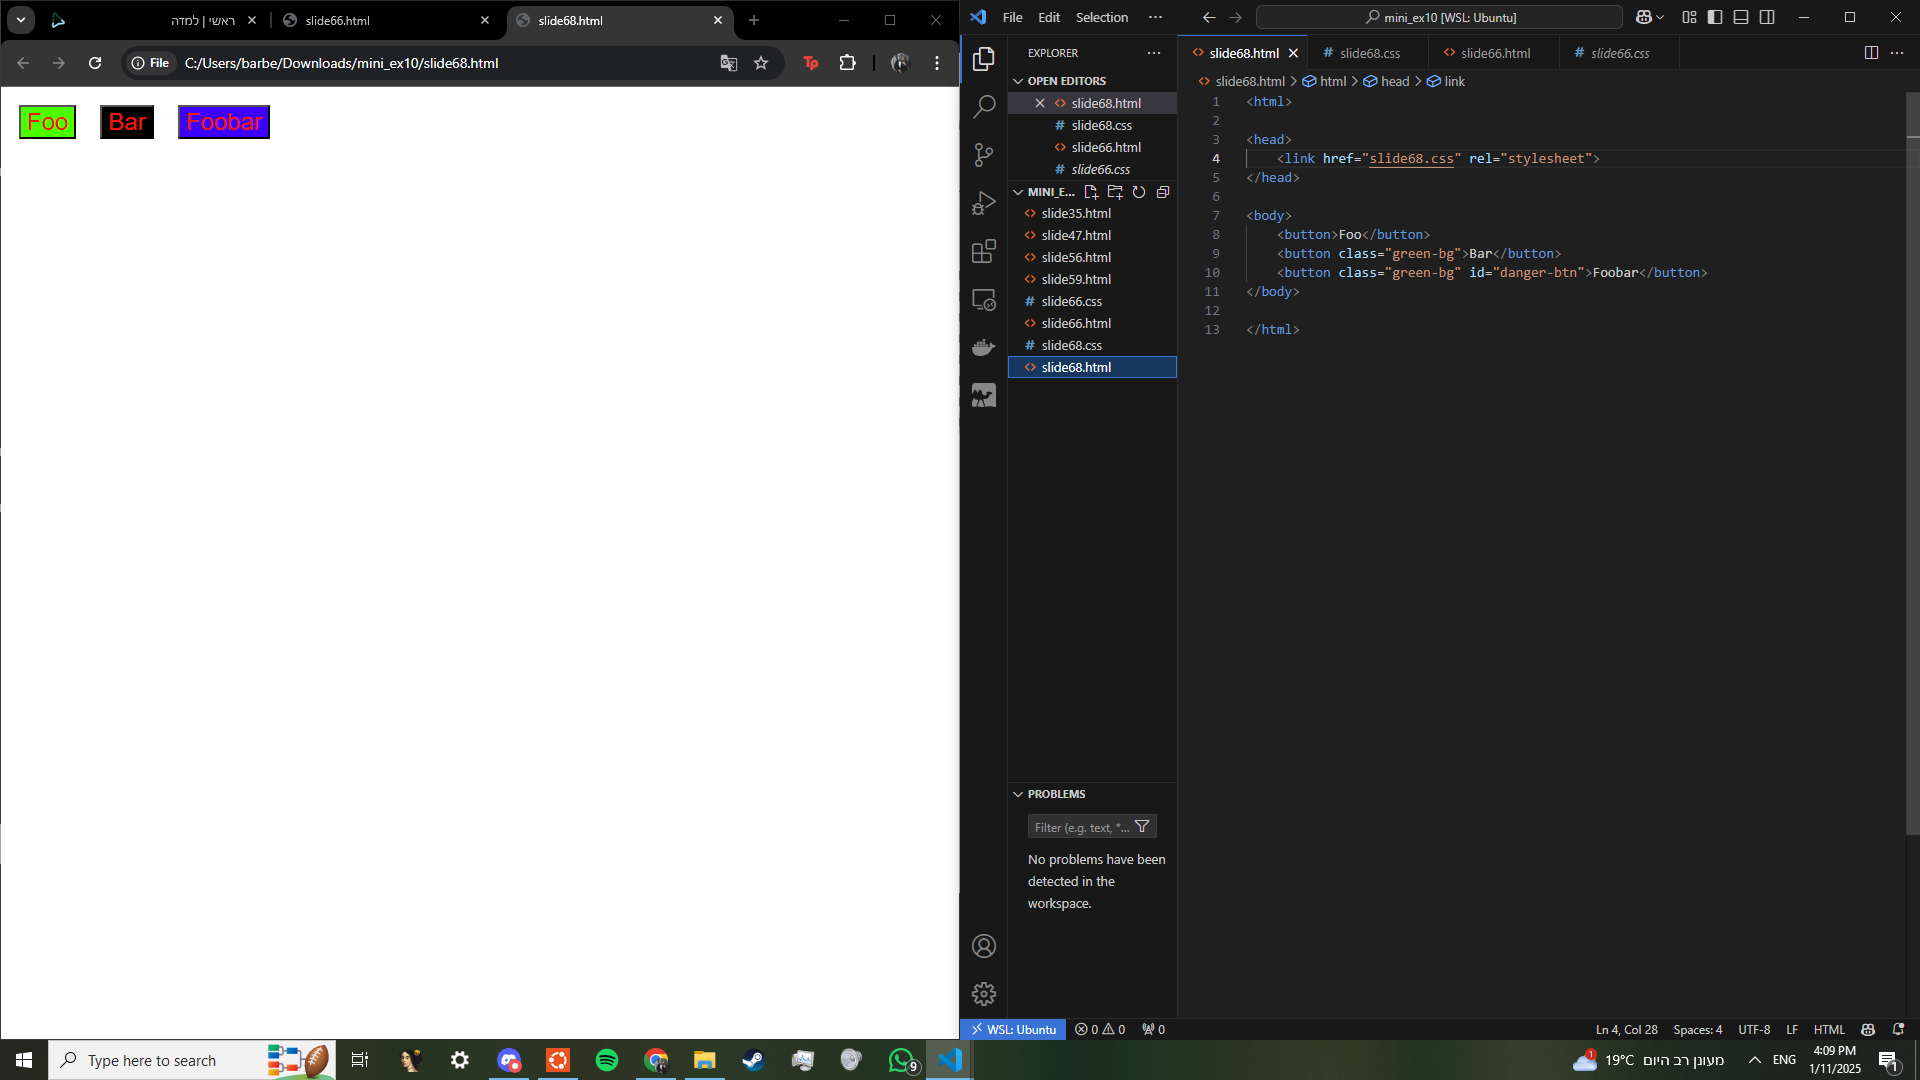 ראשי | למדה
slide66.html
slide68.html
File
C:/Users/barbe/Downloads/mini_ex10/slide68.html
Foo
Bar
Foobar
File Edit Selection ...
mini_ex10 [WSL: Ubuntu]
EXPLORER
OPEN EDITORS
slide68.html
slide68.css
slide66.html
slide66.css
MINI_E...
slide35.html
slide47.html
slide56.html
slide59.html
slide66.css
slide66.html
slide68.css
slide68.html
PROBLEMS
Filter (e.g. text, *...
No problems have been
detected in the
workspace.
slide68.html slide68.css slide66.html slide66.css
slide68.html > html > head > link
1 <html>
2
3 <head>
4 <link href="slide68.css" rel="stylesheet">
5 </head>
6
7 <body>
8 <button>Foo</button>
9 <button class="green-bg">Bar</button>
10 <button class="green-bg" id="danger-btn">Foobar</button>
11 </body>
12
13 </html>
WSL: Ubuntu 0 0 0
Ln 4, Col 28 Spaces: 4 UTF-8 LF HTML
Type here to search
9
1
19°C מעונן רב היום
ENG
4:09 PM
1/11/2025
1